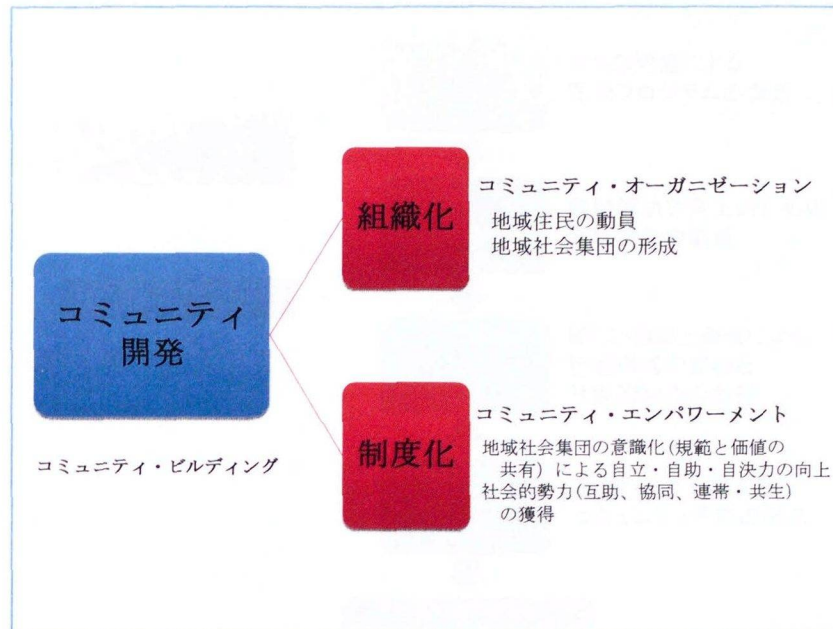 コミュニティ
開発
コミュニティ・ビルディング
組織化
コミュニティ・オーガニゼーション
地域住民の動員
地域社会集団の形成
制度化
コミュニティ・エンパワーメント
地域社会集団の意識化(規範と価値の
共有)による自立・自助・自決力の向上
社会的勢力(互助、協同、連帯・共生)
の獲得